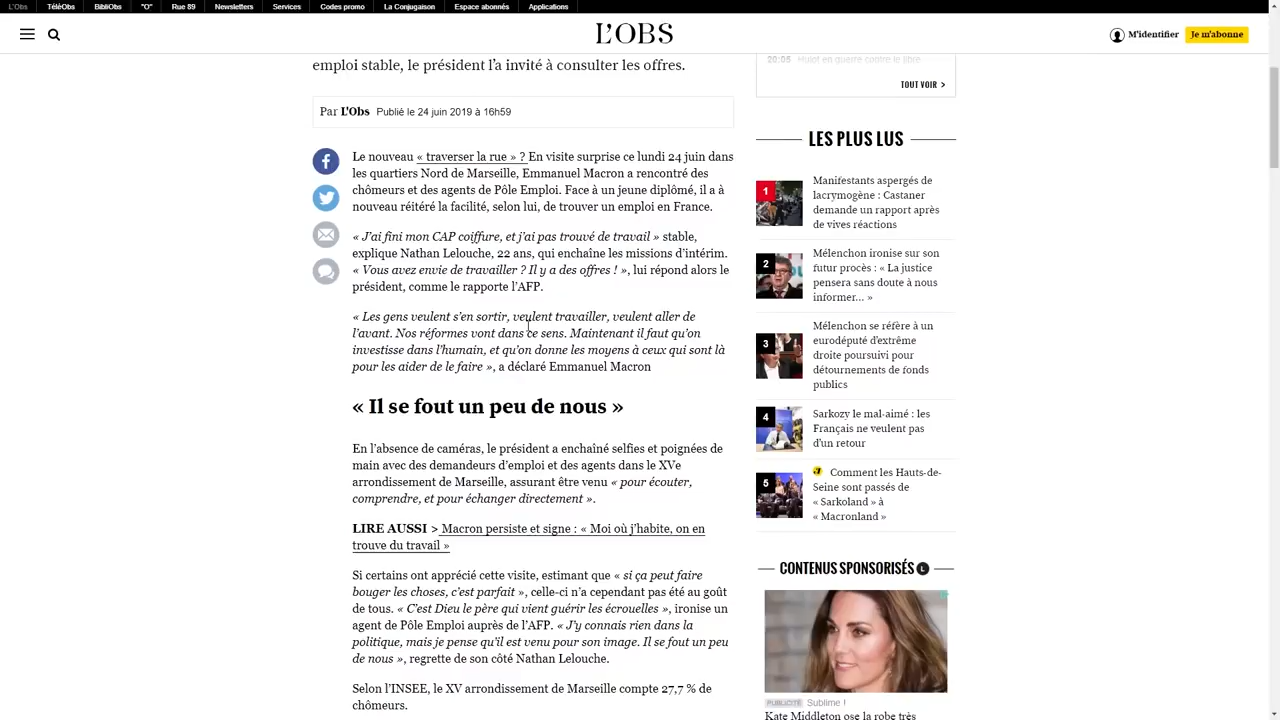 L'Obs TéléObs BibliObs "O" Rue 89 Newsletters Services Codes promo La Conjugaison Espace abonnés Applications
L'OBS
M'identifier Je m'abonne
emploi stable, le président l'a invité à consulter les offres.
Par L'Obs Publié le 24 juin 2019 à 16h59
Le nouveau « traverser la rue » ? En visite surprise ce lundi 24 juin dans
les quartiers Nord de Marseille, Emmanuel Macron a rencontré des
chômeurs et des agents de Pôle Emploi. Face à un jeune diplômé, il a à
nouveau réitéré la facilité, selon lui, de trouver un emploi en France.
« J'ai fini mon CAP coiffure, et j'ai pas trouvé de travail » stable,
explique Nathan Lelouche, 22 ans, qui enchaîne les missions d'intérim.
« Vous avez envie de travailler ? Il y a des offres ! », lui répond alors le
président, comme le rapporte l'AFP.
« Les gens veulent s'en sortir, veulent travailler, veulent aller de
l'avant. Nos réformes vont dans ce sens. Maintenant il faut qu'on
investisse dans l'humain, et qu'on donne les moyens à ceux qui sont là
pour les aider de le faire », a déclaré Emmanuel Macron
« Il se fout un peu de nous »
En l'absence de caméras, le président a enchaîné selfies et poignées de
main avec des demandeurs d'emploi et des agents dans le XVe
arrondissement de Marseille, assurant être venu « pour écouter,
comprendre, et pour échanger directement ».
LIRE AUSSI > Macron persiste et signe : « Moi où j'habite, on en
trouve du travail »
Si certains ont apprécié cette visite, estimant que « si ça peut faire
bouger les choses, c'est parfait », celle-ci n'a cependant pas été au goût
de tous. « C'est Dieu le père qui vient guérir les écrouelles », ironise un
agent de Pôle Emploi auprès de l'AFP. « J'y connais rien dans la
politique, mais je pense qu'il est venu pour son image. Il se fout un peu
de nous », regrette de son côté Nathan Lelouche.
Selon l'INSEE, le XV arrondissement de Marseille compte 27,7 % de
chômeurs.
20:05 Hulot en guerre contre le libre
TOUT VOIR >
LES PLUS LUS
1
Manifestants aspergés de
lacrymogène : Castaner
demande un rapport après
de vives réactions
2
Mélenchon ironise sur son
futur procès : « La justice
pensera sans doute à nous
informer... »
3
Mélenchon se réfère à un
eurodéputé d'extrême
droite poursuivi pour
détournements de fonds
publics
4
Sarkozy le mal-aimé : les
Français ne veulent pas
d'un retour
5
Comment les Hauts-de-
Seine sont passés de
« Sarkoland » à
« Macronland »
CONTENUS SPONSORISÉS L
PUBLICITÉ Sublime !
Kate Middleton ose la robe très